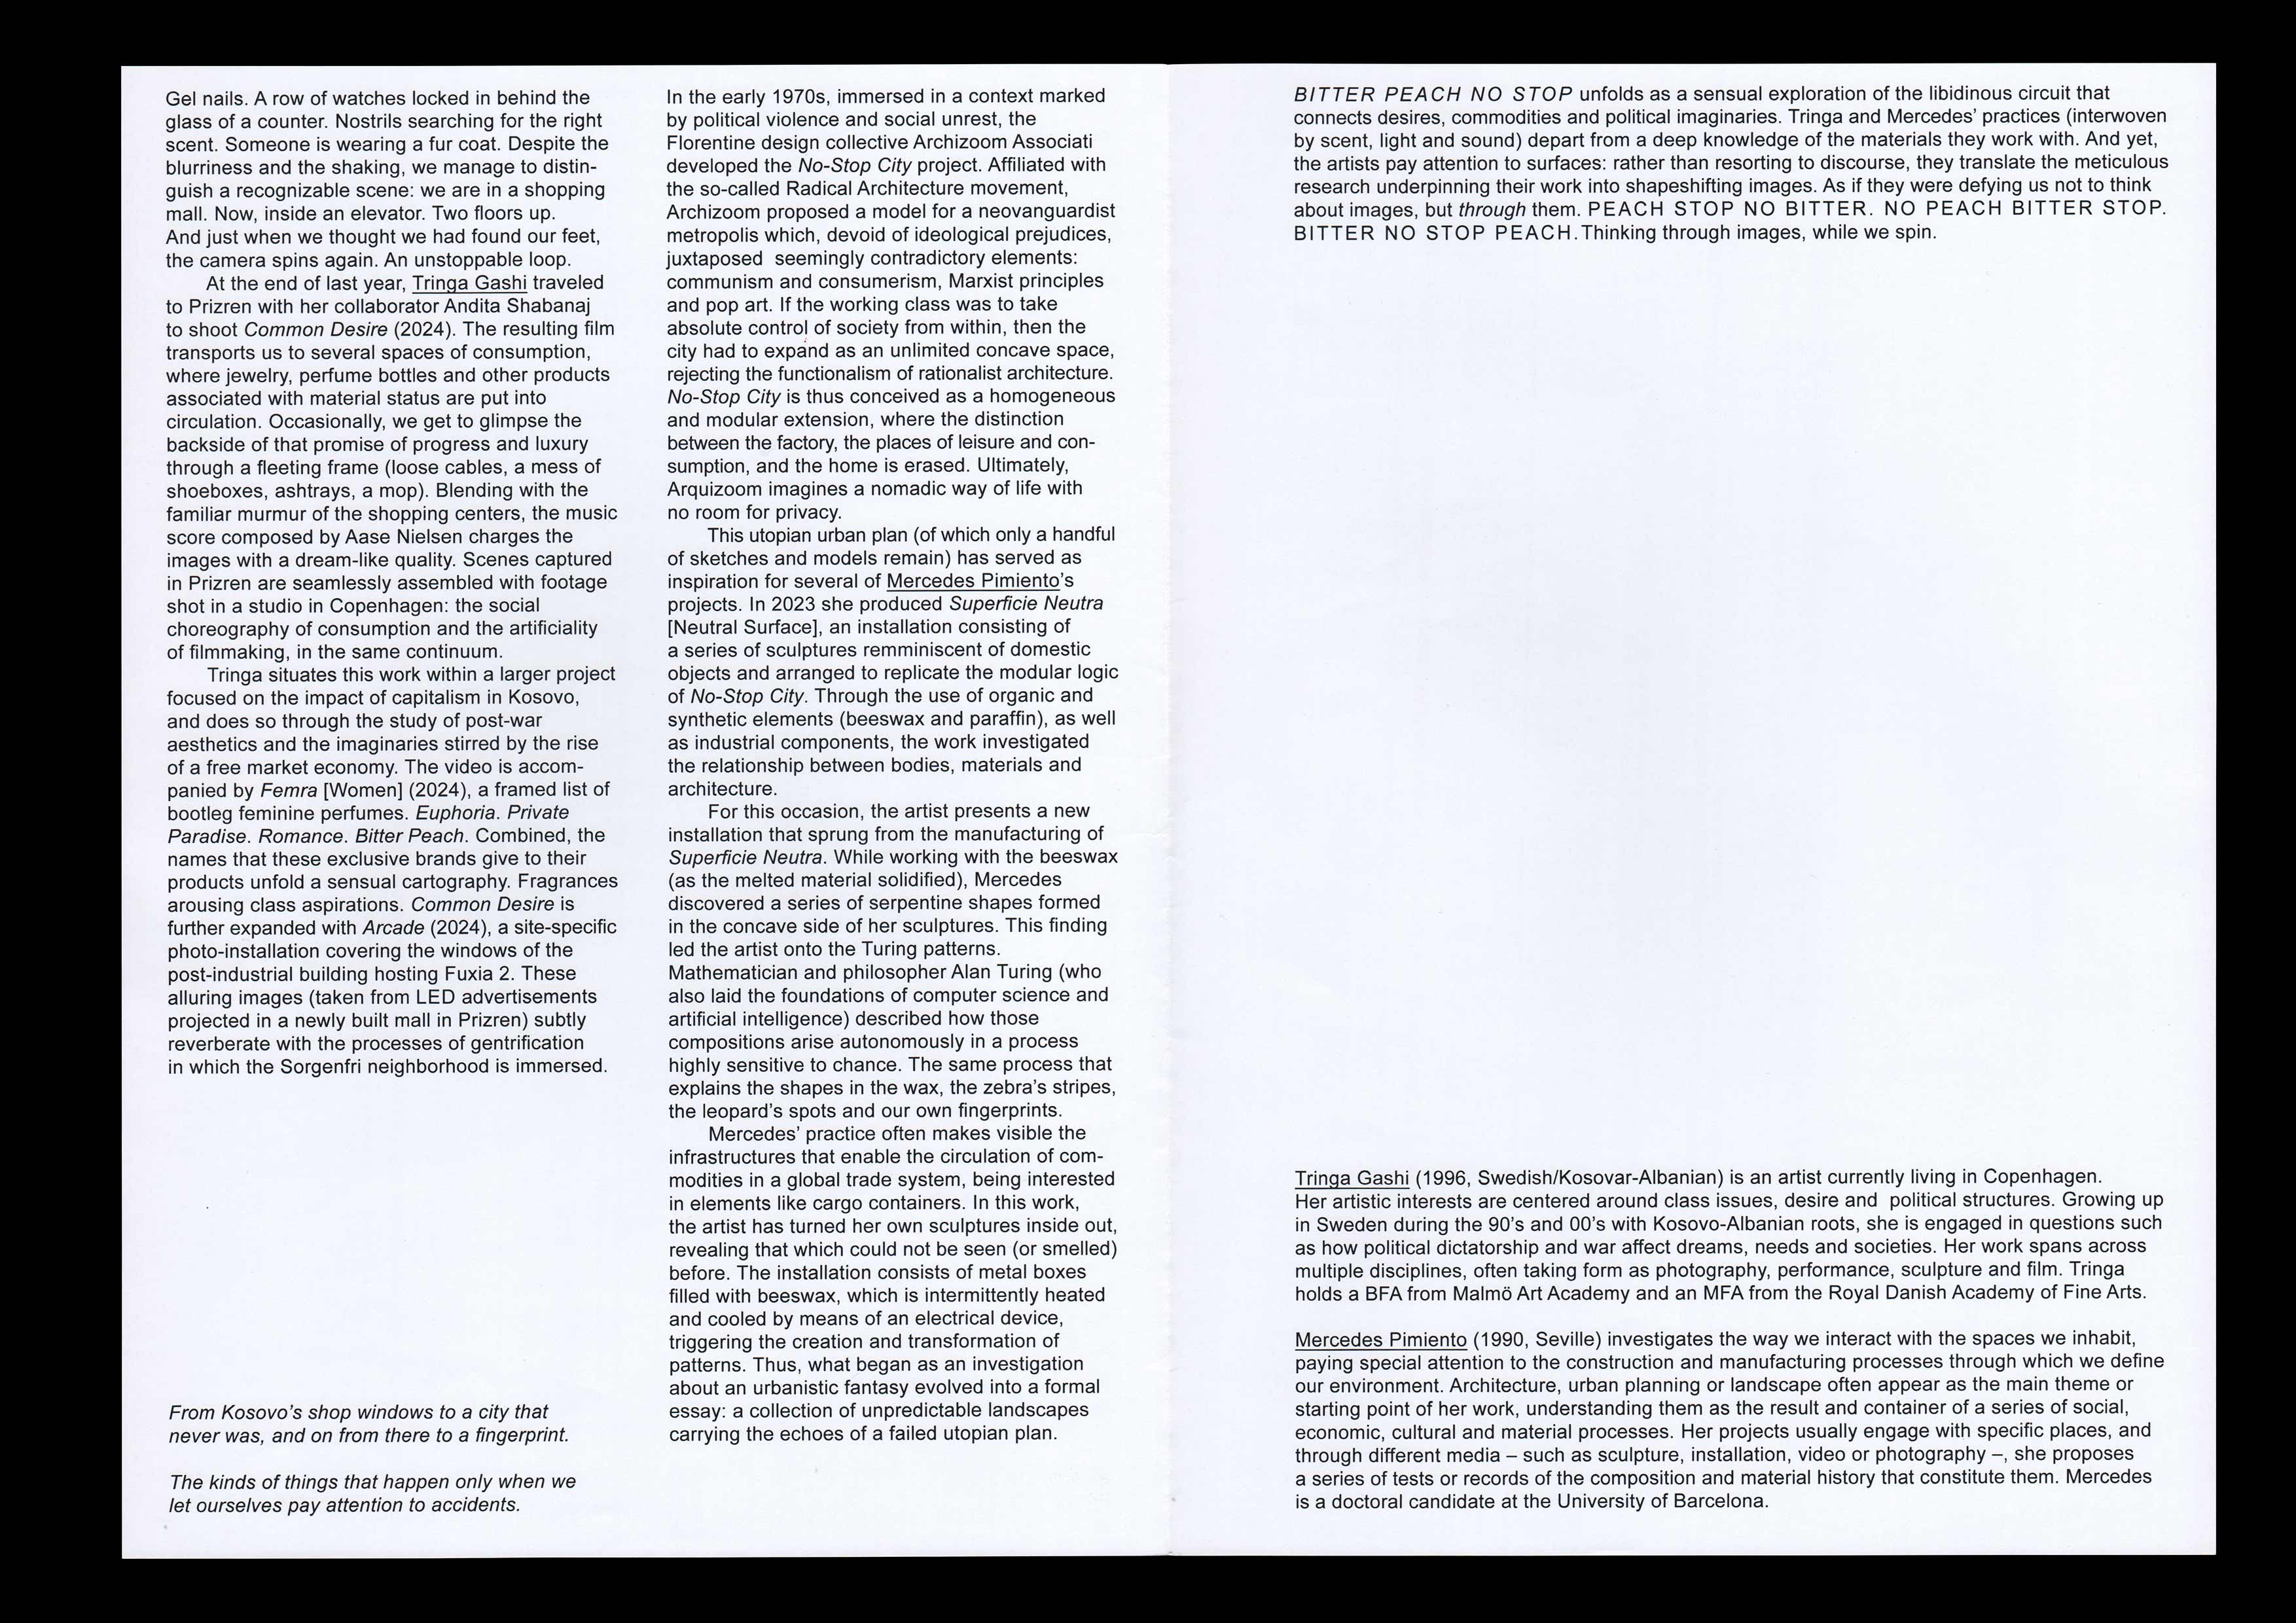 Gel nails. A row of watches locked in behind the
glass of a counter. Nostrils searching for the right
scent. Someone is wearing a fur coat. Despite the
blurriness and the shaking, we manage to distin-
guish a recognizable scene: we are in a shopping
mall. Now, inside an elevator. Two floors up.
And just when we thought we had found our feet,
the camera spins again. An unstoppable loop.
At the end of last year, Tringa Gashi traveled
to Prizren with her collaborator Andita Shabanaj
to shoot Common Desire (2024). The resulting film
transports us to several spaces of consumption,
where jewelry, perfume bottles and other products
associated with material status are put into
circulation. Occasionally, we get to glimpse the
backside of that promise of progress and luxury
through a fleeting frame (loose cables, a mess of
shoeboxes, ashtrays, a mop). Blending with the
familiar murmur of the shopping centers, the music
score composed by Aase Nielsen charges the
images with a dream-like quality. Scenes captured
in Prizren are seamlessly assembled with footage
shot in a studio in Copenhagen: the social
choreography of consumption and the artificiality
of filmmaking, in the same continuum.
Tringa situates this work within a larger project
focused on the impact of capitalism in Kosovo,
and does so through the study of post-war
aesthetics and the imaginaries stirred by the rise
of a free market economy. The video is accom-
panied by Femra [Women] (2024), a framed list of
bootleg feminine perfumes. Euphoria. Private
Paradise. Romance. Bitter Peach. Combined, the
names that these exclusive brands give to their
products unfold a sensual cartography. Fragrances
arousing class aspirations. Common Desire is
further expanded with Arcade (2024), a site-specific
photo-installation covering the windows of the
post-industrial building hosting Fuxia 2. These
alluring images (taken from LED advertisements
projected in a newly built mall in Prizren) subtly
reverberate with the processes of gentrification
in which the Sorgenfri neighborhood is immersed.
From Kosovo's shop windows to a city that
never was, and on from there to a fingerprint.
The kinds of things that happen only when we
let ourselves pay attention to accidents.
In the early 1970s, immersed in a context marked
by political violence and social unrest, the
Florentine design collective Archizoom Associati
developed the No-Stop City project. Affiliated with
the so-called Radical Architecture movement,
Archizoom proposed a model for a neovanguardist
metropolis which, devoid of ideological prejudices,
juxtaposed  seemingly contradictory elements:
communism and consumerism, Marxist principles
and pop art. If the working class was to take
absolute control of society from within, then the
city had to expand as an unlimited concave space,
rejecting the functionalism of rationalist architecture.
No-Stop City is thus conceived as a homogeneous
and modular extension, where the distinction
between the factory, the places of leisure and con-
sumption, and the home is erased. Ultimately,
Arquizoom imagines a nomadic way of life with
no room for privacy.
This utopian urban plan (of which only a handful
of sketches and models remain) has served as
inspiration for several of Mercedes Pimiento's
projects. In 2023 she produced Superficie Neutra
[Neutral Surface], an installation consisting of
a series of sculptures remminiscent of domestic
objects and arranged to replicate the modular logic
of No-Stop City. Through the use of organic and
synthetic elements (beeswax and paraffin), as well
as industrial components, the work investigated
the relationship between bodies, materials and
architecture.
For this occasion, the artist presents a new
installation that sprung from the manufacturing of
Superficie Neutra. While working with the beeswax
(as the melted material solidified), Mercedes
discovered a series of serpentine shapes formed
in the concave side of her sculptures. This finding
led the artist onto the Turing patterns.
Mathematician and philosopher Alan Turing (who
also laid the foundations of computer science and
artificial intelligence) described how those
compositions arise autonomously in a process
highly sensitive to chance. The same process that
explains the shapes in the wax, the zebra's stripes,
the leopard's spots and our own fingerprints.
Mercedes' practice often makes visible the
infrastructures that enable the circulation of com-
modities in a global trade system, being interested
in elements like cargo containers. In this work,
the artist has turned her own sculptures inside out,
revealing that which could not be seen (or smelled)
before. The installation consists of metal boxes
filled with beeswax, which is intermittently heated
and cooled by means of an electrical device,
triggering the creation and transformation of
patterns. Thus, what began as an investigation
about an urbanistic fantasy evolved into a formal
essay: a collection of unpredictable landscapes
carrying the echoes of a failed utopian plan.
BITTER PEACH NO STOP unfolds as a sensual exploration of the libidinous circuit that
connects desires, commodities and political imaginaries. Tringa and Mercedes' practices (interwoven
by scent, light and sound) depart from a deep knowledge of the materials they work with. And yet,
the artists pay attention to surfaces: rather than resorting to discourse, they translate the meticulous
research underpinning their work into shapeshifting images. As if they were defying us not to think
about images, but through them. PEACH STOP NO BITTER. NO PEACH BITTER STOP.
BITTER NO STOP PEACH.Thinking through images, while we spin.
Tringa Gashi (1996, Swedish/Kosovar-Albanian) is an artist currently living in Copenhagen.
Her artistic interests are centered around class issues, desire and  political structures. Growing up
in Sweden during the 90's and 00's with Kosovo-Albanian roots, she is engaged in questions such
as how political dictatorship and war affect dreams, needs and societies. Her work spans across
multiple disciplines, often taking form as photography, performance, sculpture and film. Tringa
holds a BFA from Malmö Art Academy and an MFA from the Royal Danish Academy of Fine Arts.
Mercedes Pimiento (1990, Seville) investigates the way we interact with the spaces we inhabit,
paying special attention to the construction and manufacturing processes through which we define
our environment. Architecture, urban planning or landscape often appear as the main theme or
starting point of her work, understanding them as the result and container of a series of social,
economic, cultural and material processes. Her projects usually engage with specific places, and
through different media – such as sculpture, installation, video or photography –, she proposes
a series of tests or records of the composition and material history that constitute them. Mercedes
is a doctoral candidate at the University of Barcelona.